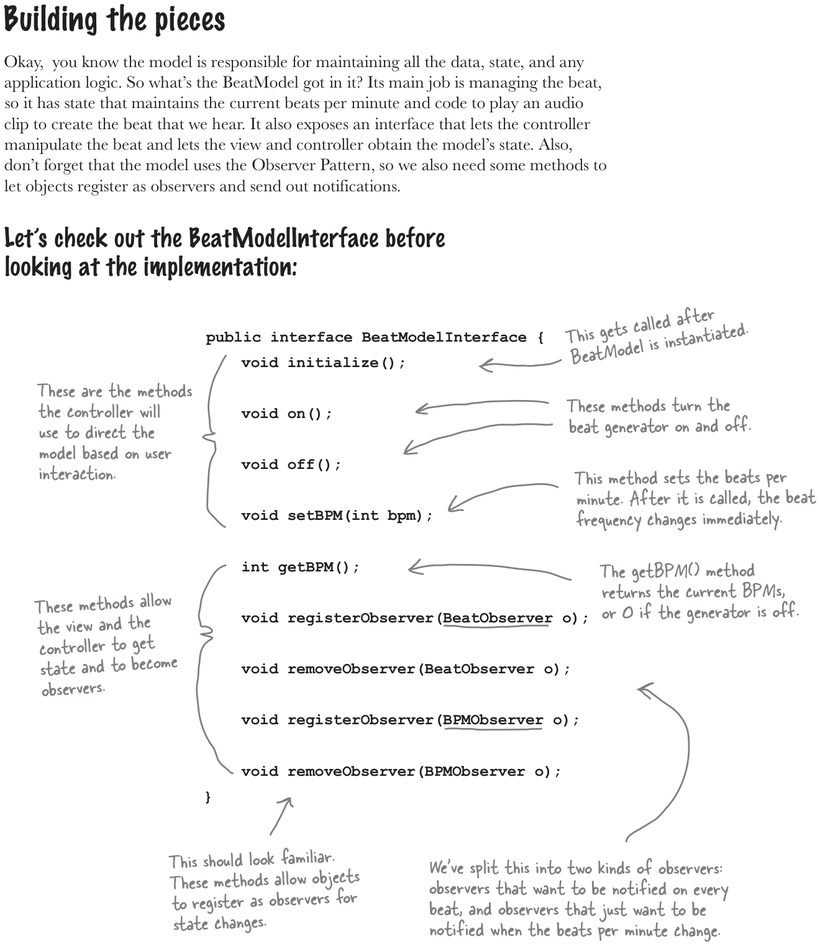 Building the pieces
Okay, you know the model is responsible for maintaining all the data, state, and any
application logic. So what's the BeatModel got in it? Its main job is managing the beat,
so it has state that maintains the current beats per minute and code to play an audio
clip to create the beat that we hear. It also exposes an interface that lets the controller
manipulate the beat and lets the view and controller obtain the model's state. Also,
don't forget that the model uses the Observer Pattern, so we also need some methods to
let objects register as observers and send out notifications.
Let's check out the BeatModelInterface before
looking at the implementation:
public interface BeatModelInterface {
void initialize();
This gets called after
BeatModel is instantiated.
These are the methods
the controller will
use to direct the
model based on user
interaction.
void on();
void off();
These methods turn the
beat generator on and off.
void setBPM(int bpm);
This method sets the beats per
minute. After it is called, the beat
frequency changes immediately.
int getBPM();
The getBPM() method
returns the current BPMs,
or 0 if the generator is off.
These methods allow
the view and the
controller to get
state and to become
observers.
void registerObserver(BeatObserver o);
void removeObserver(BeatObserver o);
void registerObserver(BPMObserver o);
void removeObserver(BPMObserver o);
}
This should look familiar.
These methods allow objects
to register as observers for
state changes.
We've split this into two kinds of observers:
observers that want to be notified on every
beat, and observers that just want to be
notified when the beats per minute change.